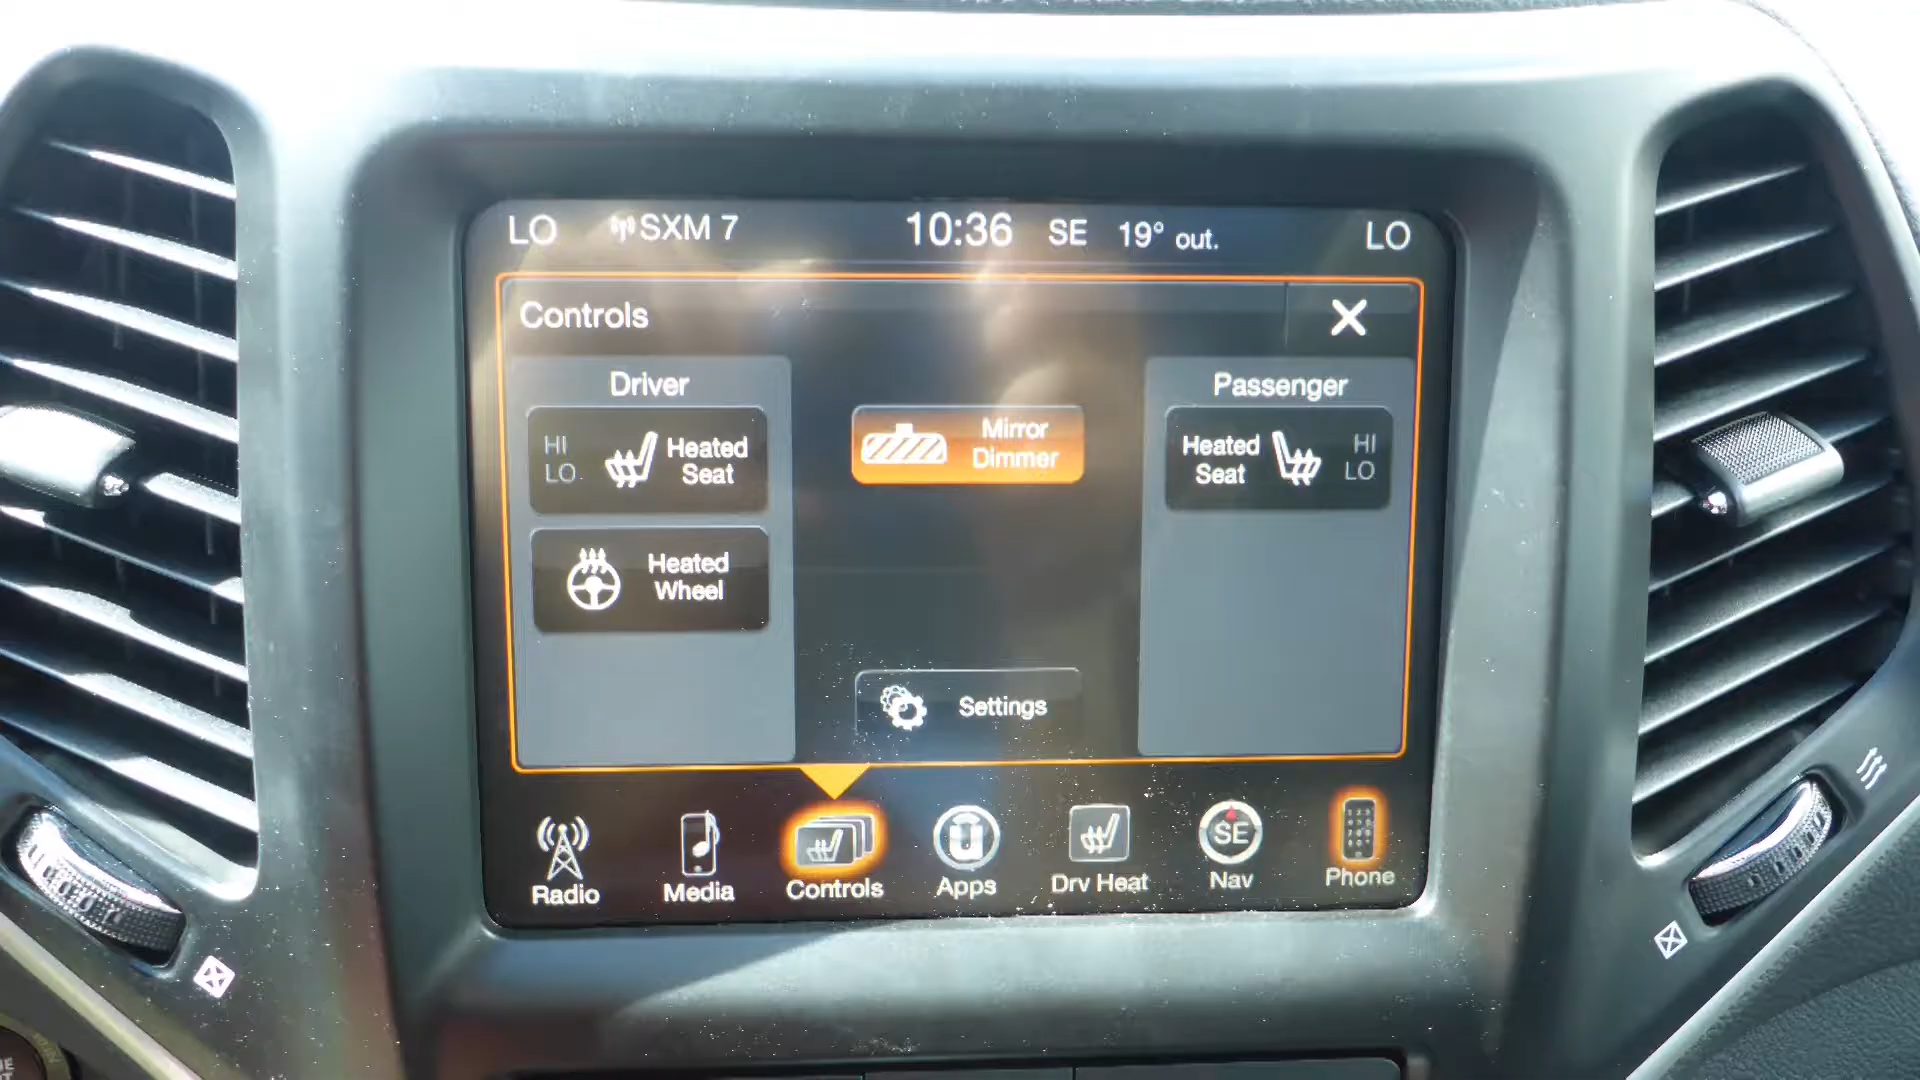 LO SXM 7 10:36 SE 19° out. LO
Controls
Driver
HI
LO
Heated
Seat
Heated
Wheel
Mirror
Dimmer
Settings
Passenger
Heated
Seat
HI
LO
Radio
Media
Controls
Apps
Drv Heat
SE
Nav
Phone